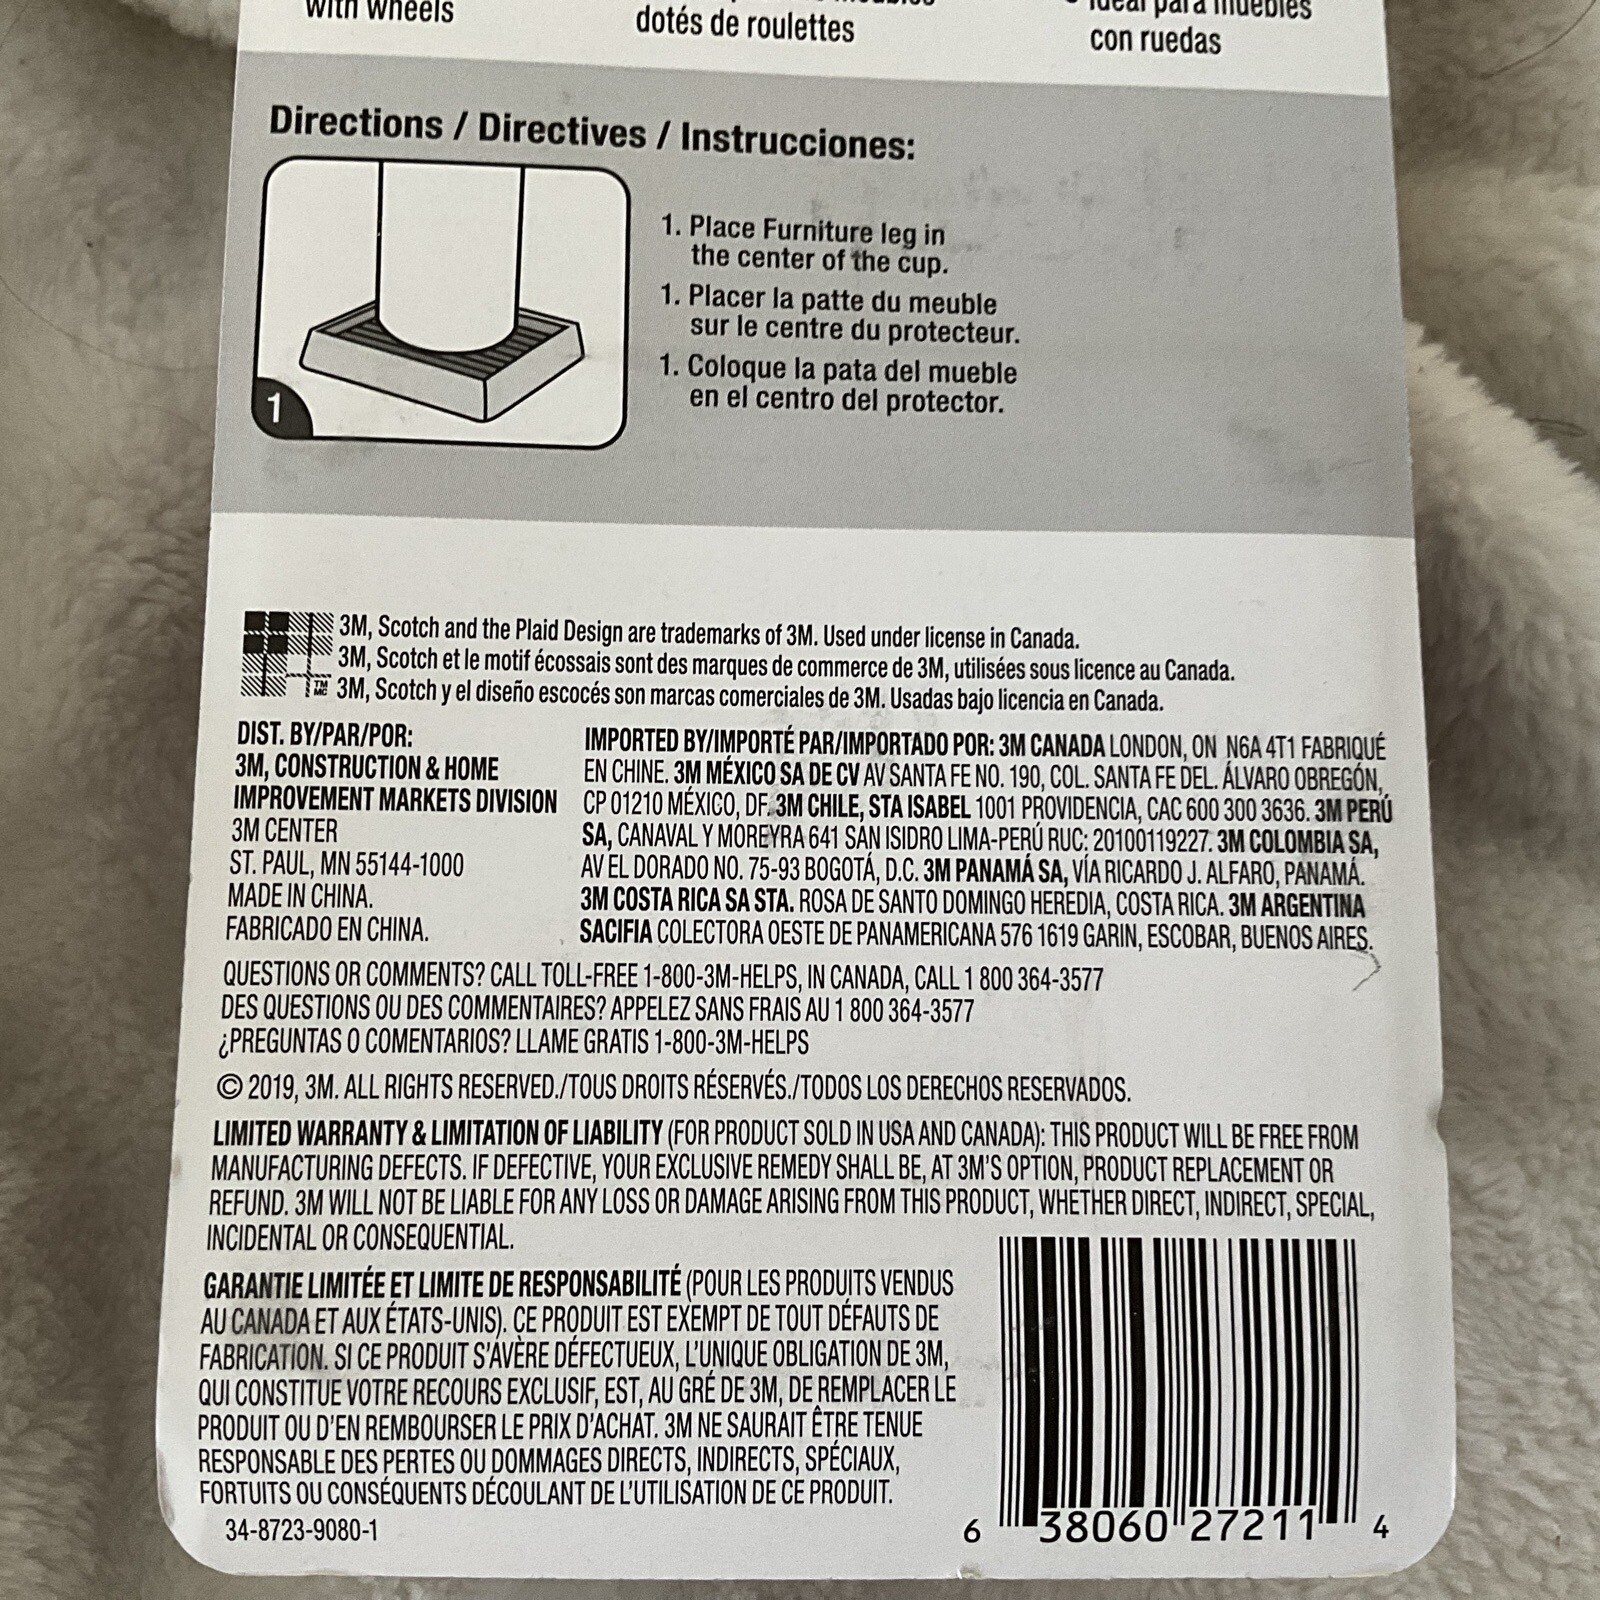 with wheels
dotés de roulettes
ideal para muebles
con ruedas
Directions / Directives / Instrucciones:
1
1. Place Furniture leg in
the center of the cup.
1. Placer la patte du meuble
sur le centre du protecteur.
1. Coloque la pata del mueble
en el centro del protector.
3M, Scotch and the Plaid Design are trademarks of 3M. Used under license in Canada.
3M, Scotch et le motif écossais sont des marques de commerce de 3M, utilisées sous licence au Canada.
TM
MC
3M, Scotch y el diseño escocés son marcas comerciales de 3M. Usadas bajo licencia en Canada.
DIST. BY/PAR/POR:
3M, CONSTRUCTION & HOME
IMPROVEMENT MARKETS DIVISION
3M CENTER
ST. PAUL, MN 55144-1000
MADE IN CHINA.
FABRICADO EN CHINA.
IMPORTED BY/IMPORTÉ PAR/IMPORTADO POR: 3M CANADA LONDON, ON N6A 4T1 FABRIQUÉ
EN CHINE. 3M MÉXICO SA DE CV AV SANTA FE NO. 190, COL. SANTA FE DEL. ÁLVARO OBREGÓN,
CP 01210 MÉXICO, DF. 3M CHILE, STA ISABEL 1001 PROVIDENCIA, CAC 600 300 3636. 3M PERÚ
SA, CANAVAL Y MOREYRA 641 SAN ISIDRO LIMA-PERÚ RUC: 20100119227. 3M COLOMBIA SA,
AV EL DORADO NO. 75-93 BOGOTÁ, D.C. 3M PANAMÁ SA, VÍA RICARDO J. ALFARO, PANAMÁ.
3M COSTA RICA SA STA. ROSA DE SANTO DOMINGO HEREDIA, COSTA RICA. 3M ARGENTINA
SACIFIA COLECTORA OESTE DE PANAMERICANA 576 1619 GARIN, ESCOBAR, BUENOS AIRES.
QUESTIONS OR COMMENTS? CALL TOLL-FREE 1-800-3M-HELPS, IN CANADA, CALL 1 800 364-3577
DES QUESTIONS OU DES COMMENTAIRES? APPELEZ SANS FRAIS AU 1 800 364-3577
¿PREGUNTAS O COMENTARIOS? LLAME GRATIS 1-800-3M-HELPS
© 2019, 3M. ALL RIGHTS RESERVED./TOUS DROITS RÉSERVÉS./TODOS LOS DERECHOS RESERVADOS.
LIMITED WARRANTY & LIMITATION OF LIABILITY (FOR PRODUCT SOLD IN USA AND CANADA): THIS PRODUCT WILL BE FREE FROM
MANUFACTURING DEFECTS. IF DEFECTIVE, YOUR EXCLUSIVE REMEDY SHALL BE, AT 3M'S OPTION, PRODUCT REPLACEMENT OR
REFUND. 3M WILL NOT BE LIABLE FOR ANY LOSS OR DAMAGE ARISING FROM THIS PRODUCT, WHETHER DIRECT, INDIRECT, SPECIAL,
INCIDENTAL OR CONSEQUENTIAL.
GARANTIE LIMITÉE ET LIMITE DE RESPONSABILITÉ (POUR LES PRODUITS VENDUS
AU CANADA ET AUX ÉTATS-UNIS). CE PRODUIT EST EXEMPT DE TOUT DÉFAUTS DE
FABRICATION. SI CE PRODUIT S'AVÈRE DÉFECTUEUX, L'UNIQUE OBLIGATION DE 3M,
QUI CONSTITUE VOTRE RECOURS EXCLUSIF, EST, AU GRÉ DE 3M, DE REMPLACER LE
PRODUIT OU D'EN REMBOURSER LE PRIX D'ACHAT. 3M NE SAURAIT ÊTRE TENUE
RESPONSABLE DES PERTES OU DOMMAGES DIRECTS, INDIRECTS, SPÉCIAUX,
FORTUITS OU CONSÉQUENTS DÉCOULANT DE L'UTILISATION DE CE PRODUIT.
34-8723-9080-1
6 38060 27211 4